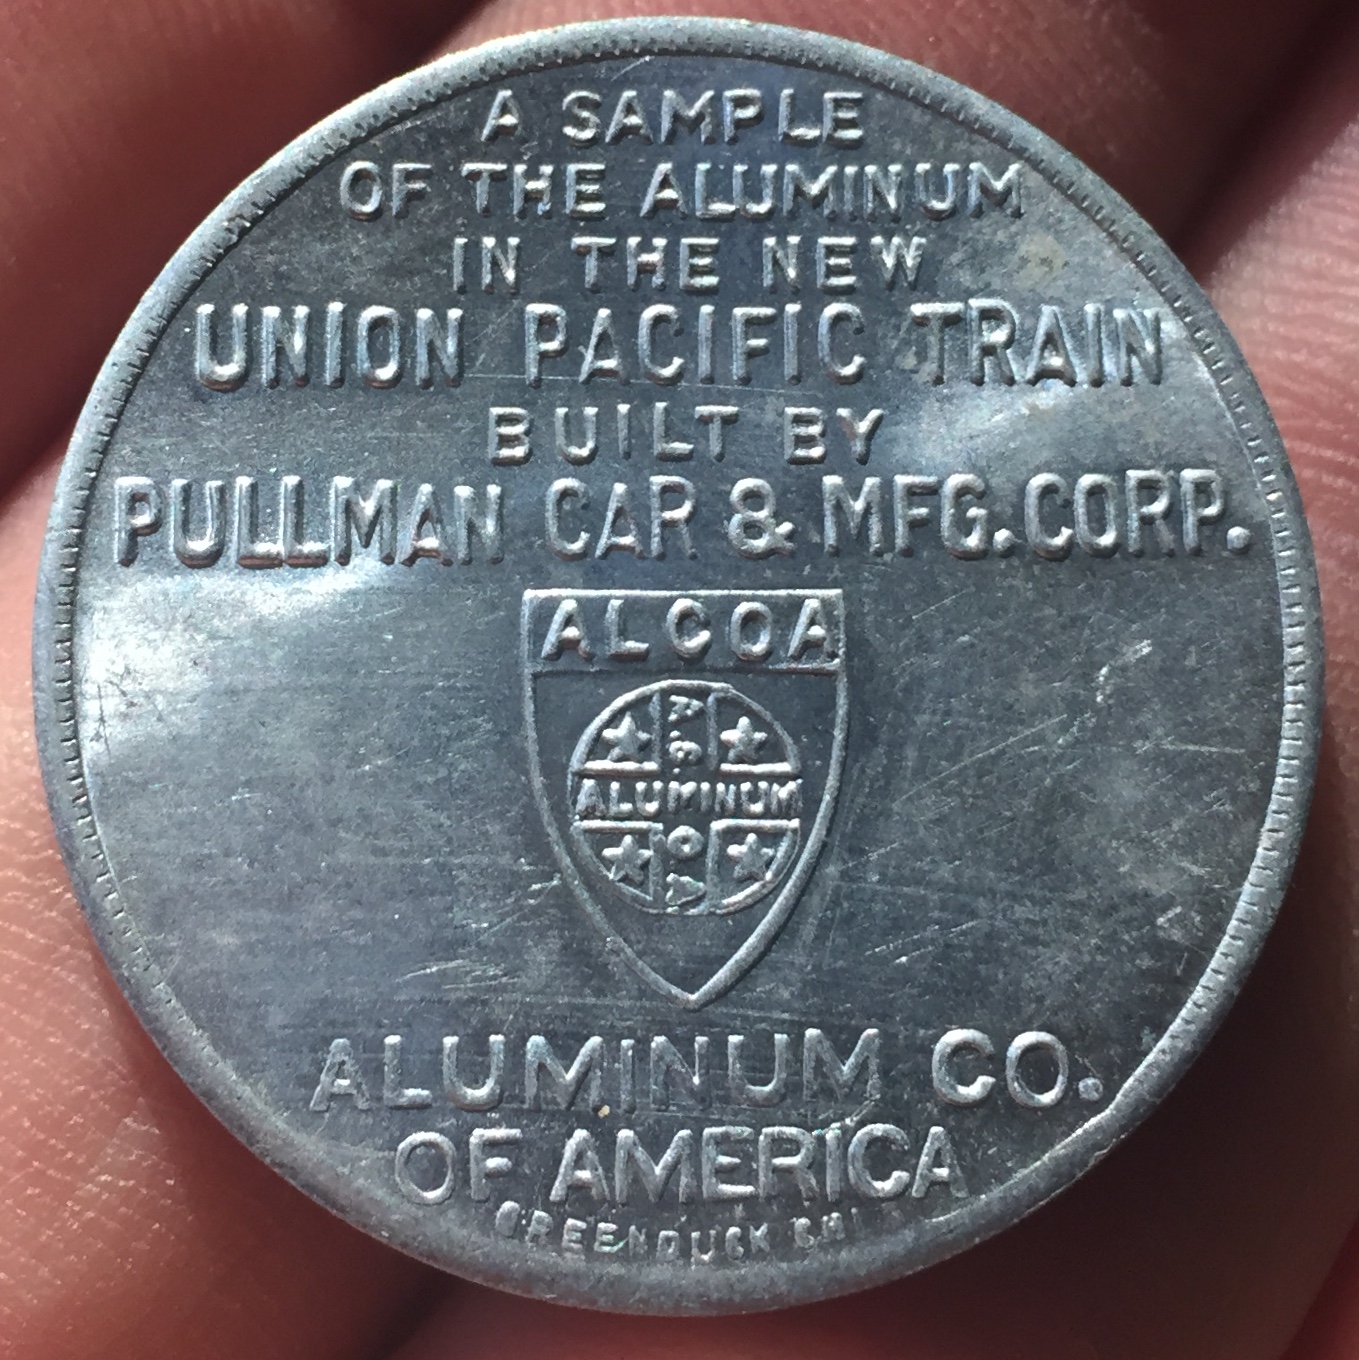 A SAMPLE
OF THE ALUMINUM
IN THE NEW
UNION PACIFIC TRAIN
BUILT BY
PULLMAN CAR & MFG. CORP.
ALCOA
A. C.
ALUMINUM
O A
ALUMINUM CO.
OF AMERICA
GREENDUCK